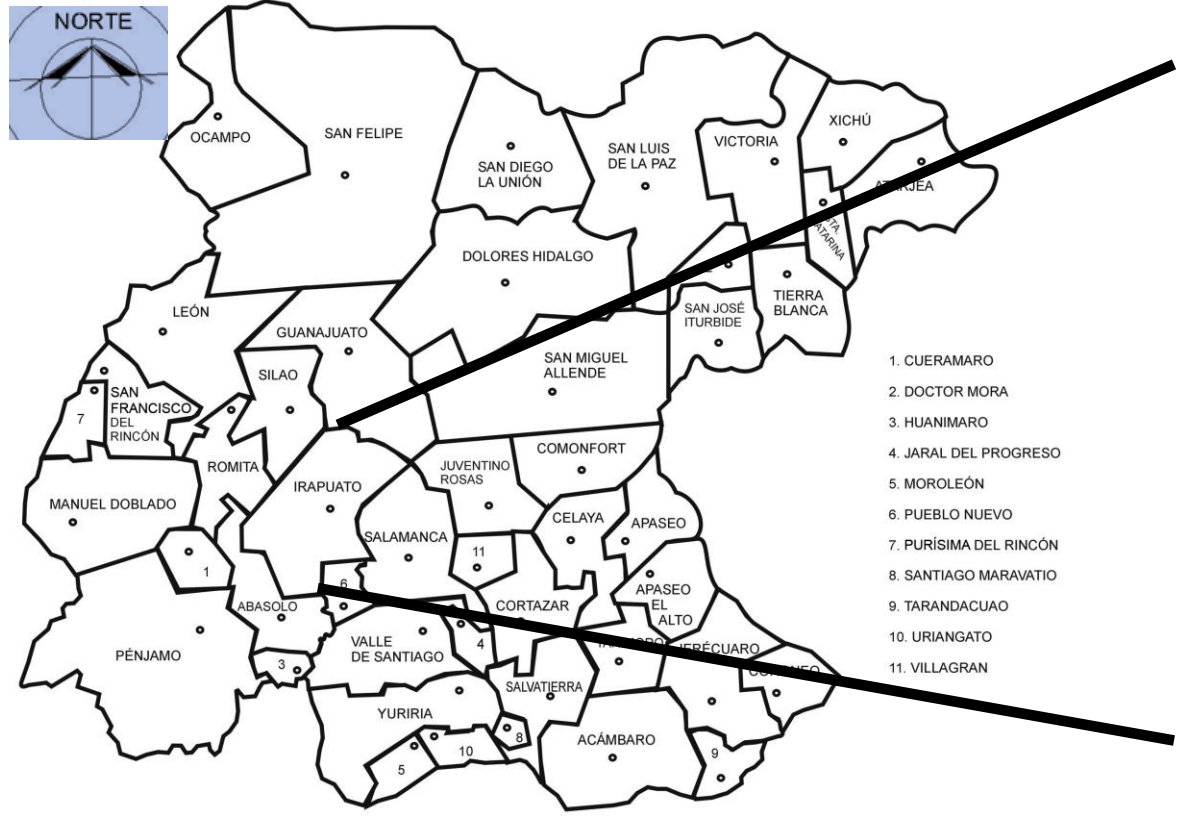 NORTE
OCAMPO
SAN FELIPE
SAN DIEGO
LA UNIÓN
SAN LUIS
DE LA PAZ
VICTORIA
XICHÚ
ATARJEA
STA.
CATARINA
DOLORES HIDALGO
LEÓN
GUANAJUATO
SILAO
SAN MIGUEL
ALLENDE
SAN JOSÉ
ITURBIDE
TIERRA
BLANCA
SAN
FRANCISCO
DEL
RINCÓN
7
ROMITA
IRAPUATO
JUVENTINO
ROSAS
COMONFORT
MANUEL DOBLADO
SALAMANCA
CELAYA
APASEO
11
1
6
ABASOLO
CORTAZAR
APASEO
EL
ALTO
PÉNJAMO
3
VALLE
DE SANTIAGO
4
JERÉCUARO
SALVATIERRA
YURIRIA
8
10
5
ACÁMBARO
9
1. CUERAMARO
2. DOCTOR MORA
3. HUANIMARO
4. JARAL DEL PROGRESO
5. MOROLEÓN
6. PUEBLO NUEVO
7. PURÍSIMA DEL RINCÓN
8. SANTIAGO MARAVATIO
9. TARANDACUAO
10. URIANGATO
11. VILLAGRAN